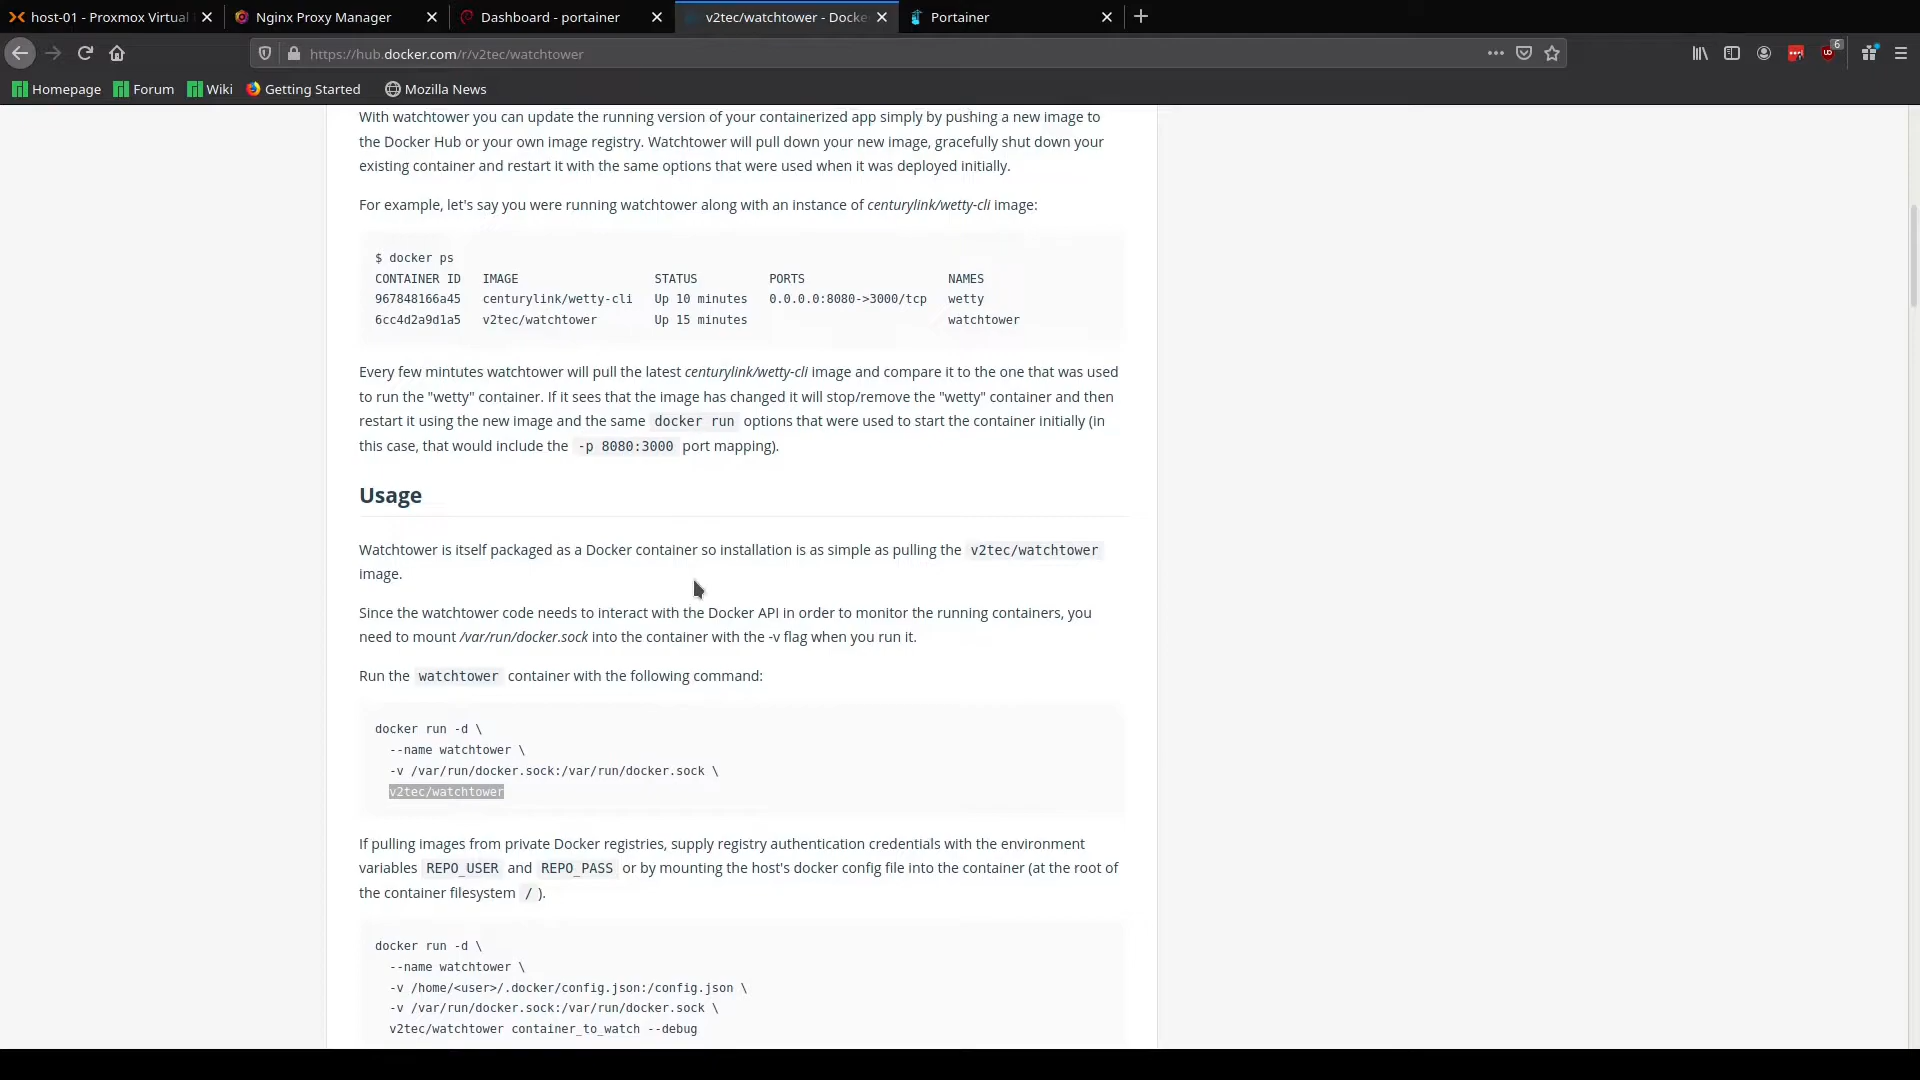 host-01 - Proxmox Virtual
Nginx Proxy Manager
Dashboard - portainer
v2tec/watchtower - Docke
Portainer
https://hub.docker.com/r/v2tec/watchtower
6
Homepage
Forum
Wiki
Getting Started
Mozilla News
With watchtower you can update the running version of your containerized app simply by pushing a new image to
the Docker Hub or your own image registry. Watchtower will pull down your new image, gracefully shut down your
existing container and restart it with the same options that were used when it was deployed initially.
For example, let's say you were running watchtower along with an instance of centurylink/wetty-cli image:
$ docker ps
CONTAINER ID   IMAGE                   STATUS          PORTS                    NAMES
967848166a45   centurylink/wetty-cli   Up 10 minutes   0.0.0.0:8080->3000/tcp   wetty
6cc4d2a9d1a5   v2tec/watchtower        Up 15 minutes                            watchtower
Every few mintutes watchtower will pull the latest centurylink/wetty-cli image and compare it to the one that was used
to run the "wetty" container. If it sees that the image has changed it will stop/remove the "wetty" container and then
restart it using the new image and the same docker run options that were used to start the container initially (in
this case, that would include the -p 8080:3000 port mapping).
Usage
Watchtower is itself packaged as a Docker container so installation is as simple as pulling the v2tec/watchtower
image.
Since the watchtower code needs to interact with the Docker API in order to monitor the running containers, you
need to mount /var/run/docker.sock into the container with the -v flag when you run it.
Run the watchtower container with the following command:
docker run -d \
--name watchtower \
-v /var/run/docker.sock:/var/run/docker.sock \
v2tec/watchtower
If pulling images from private Docker registries, supply registry authentication credentials with the environment
variables REPO_USER and REPO_PASS or by mounting the host's docker config file into the container (at the root of
the container filesystem / ).
docker run -d \
--name watchtower \
-v /home/<user>/.docker/config.json:/config.json \
-v /var/run/docker.sock:/var/run/docker.sock \
v2tec/watchtower container_to_watch --debug